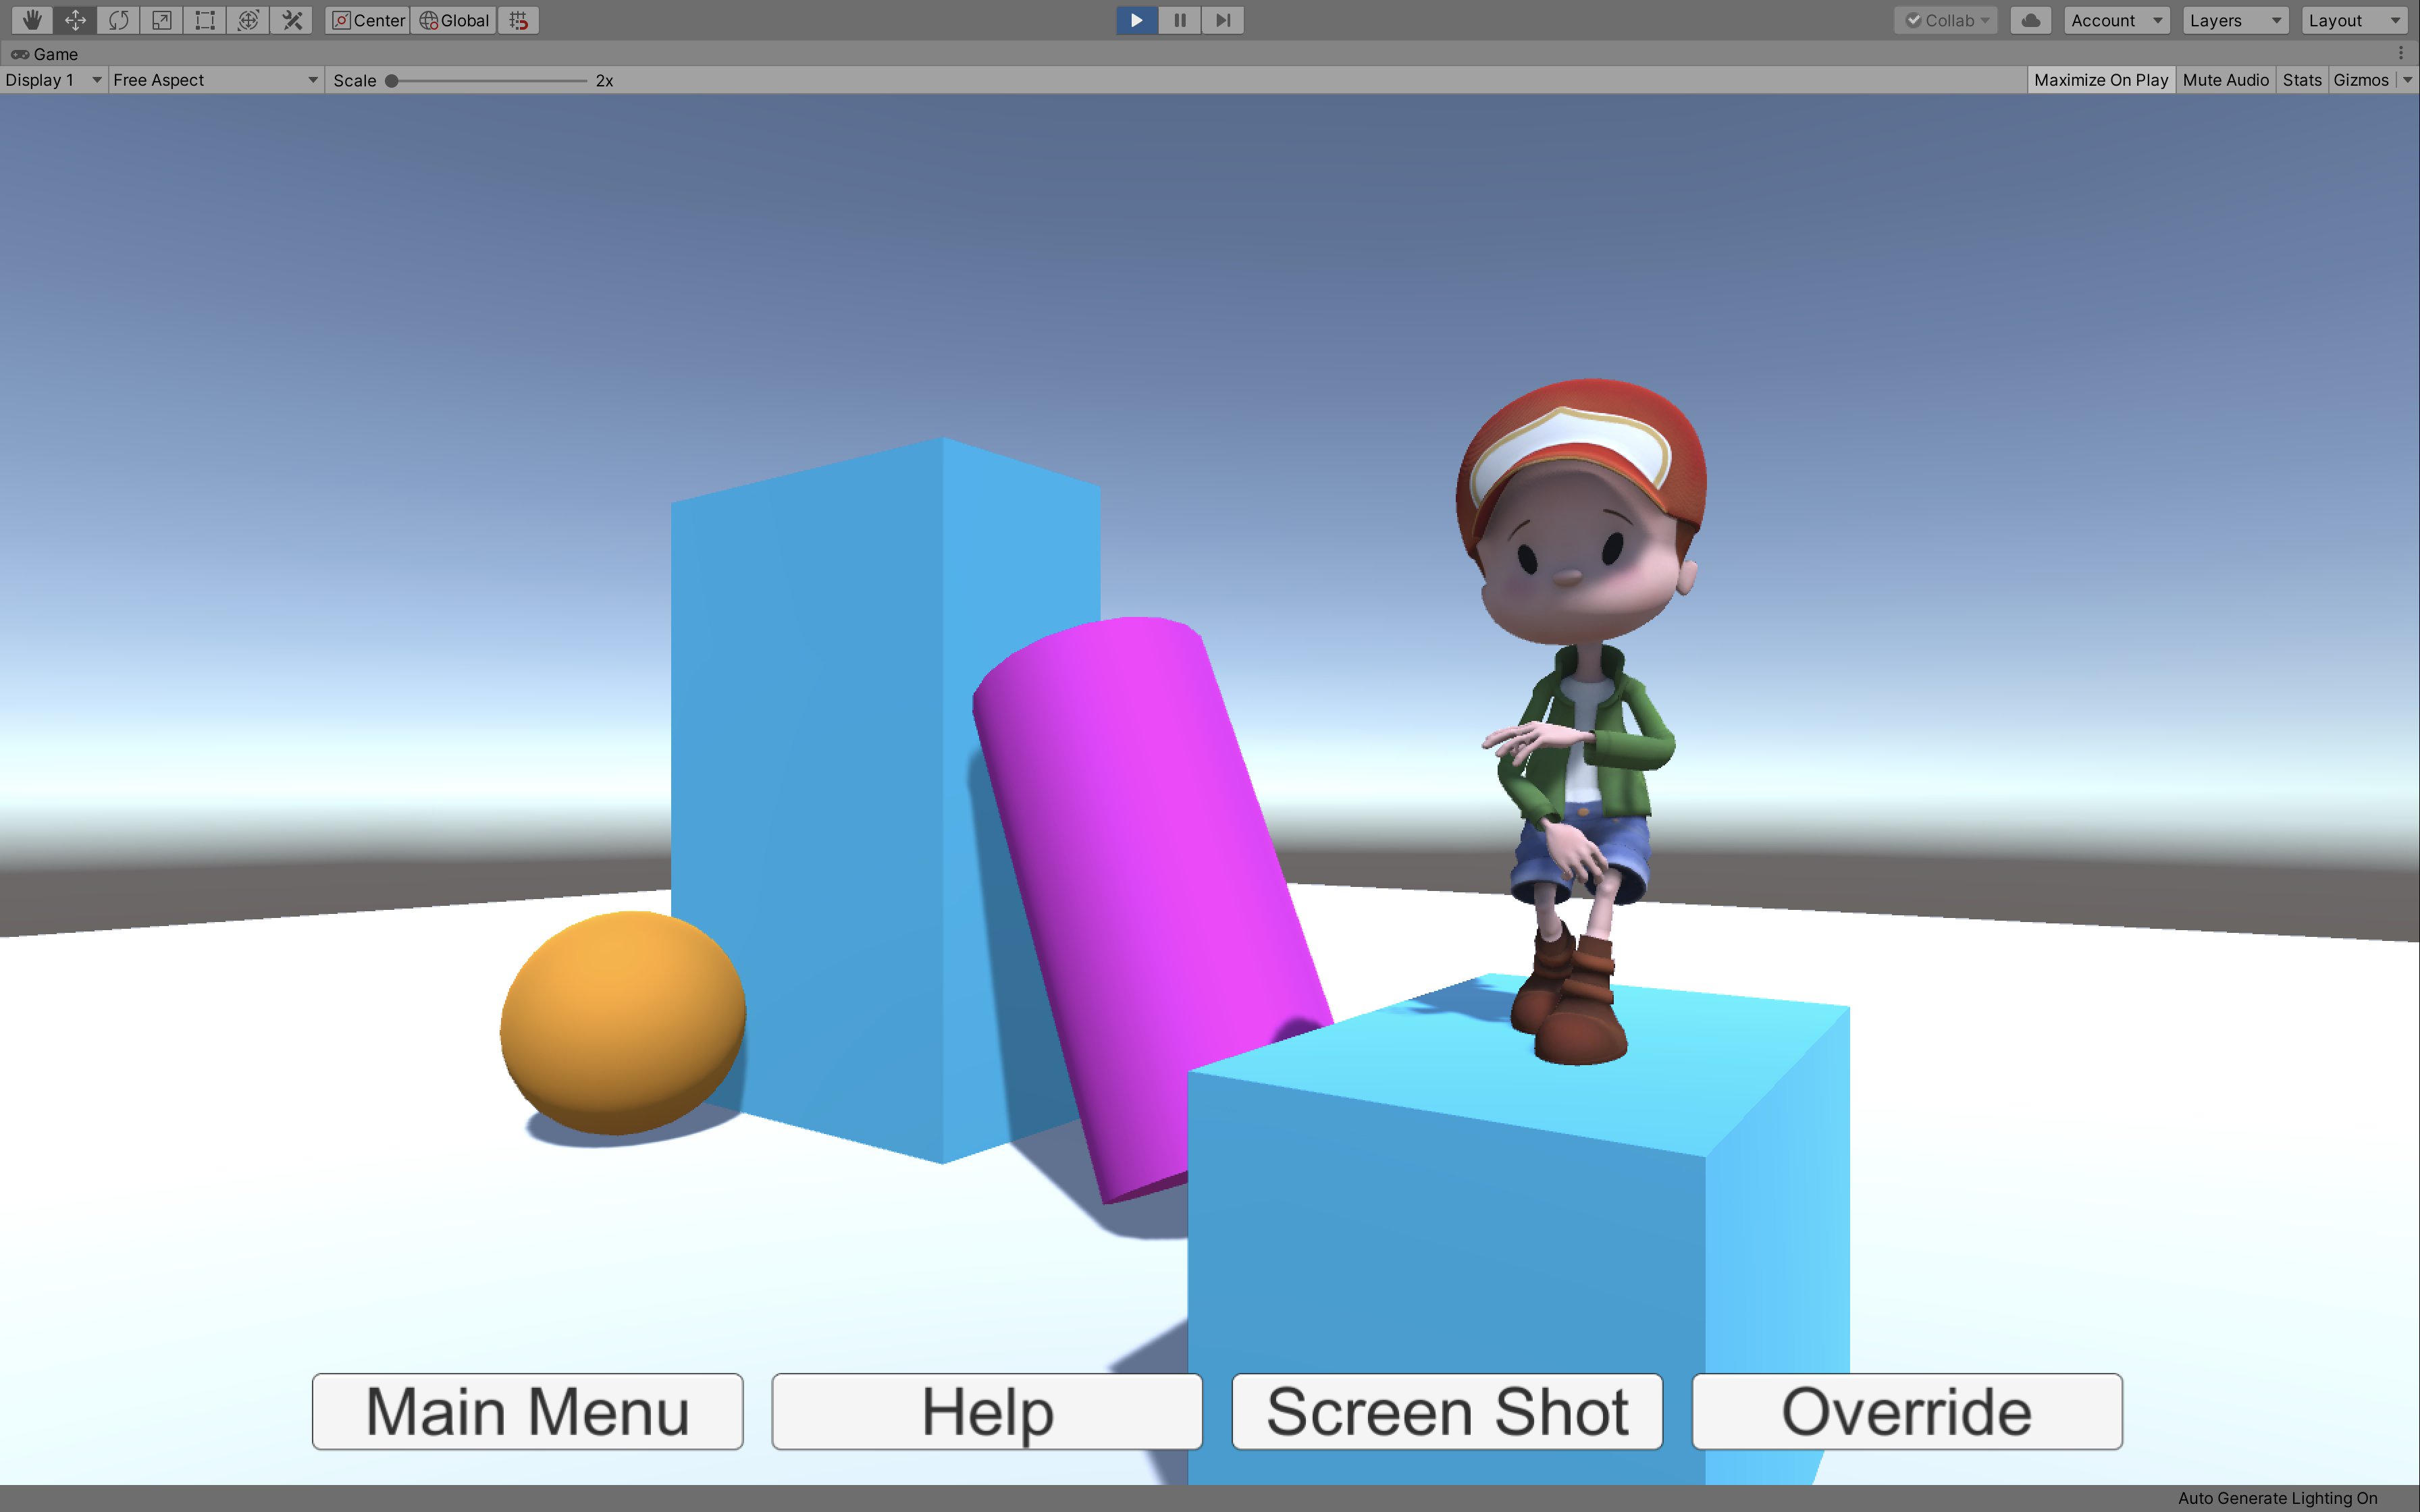 Center Global
Collab Account Layers Layout
Game
Display 1 Free Aspect Scale 2x Maximize On Play Mute Audio Stats Gizmos
Main Menu Help Screen Shot Override
Auto Generate Lighting On